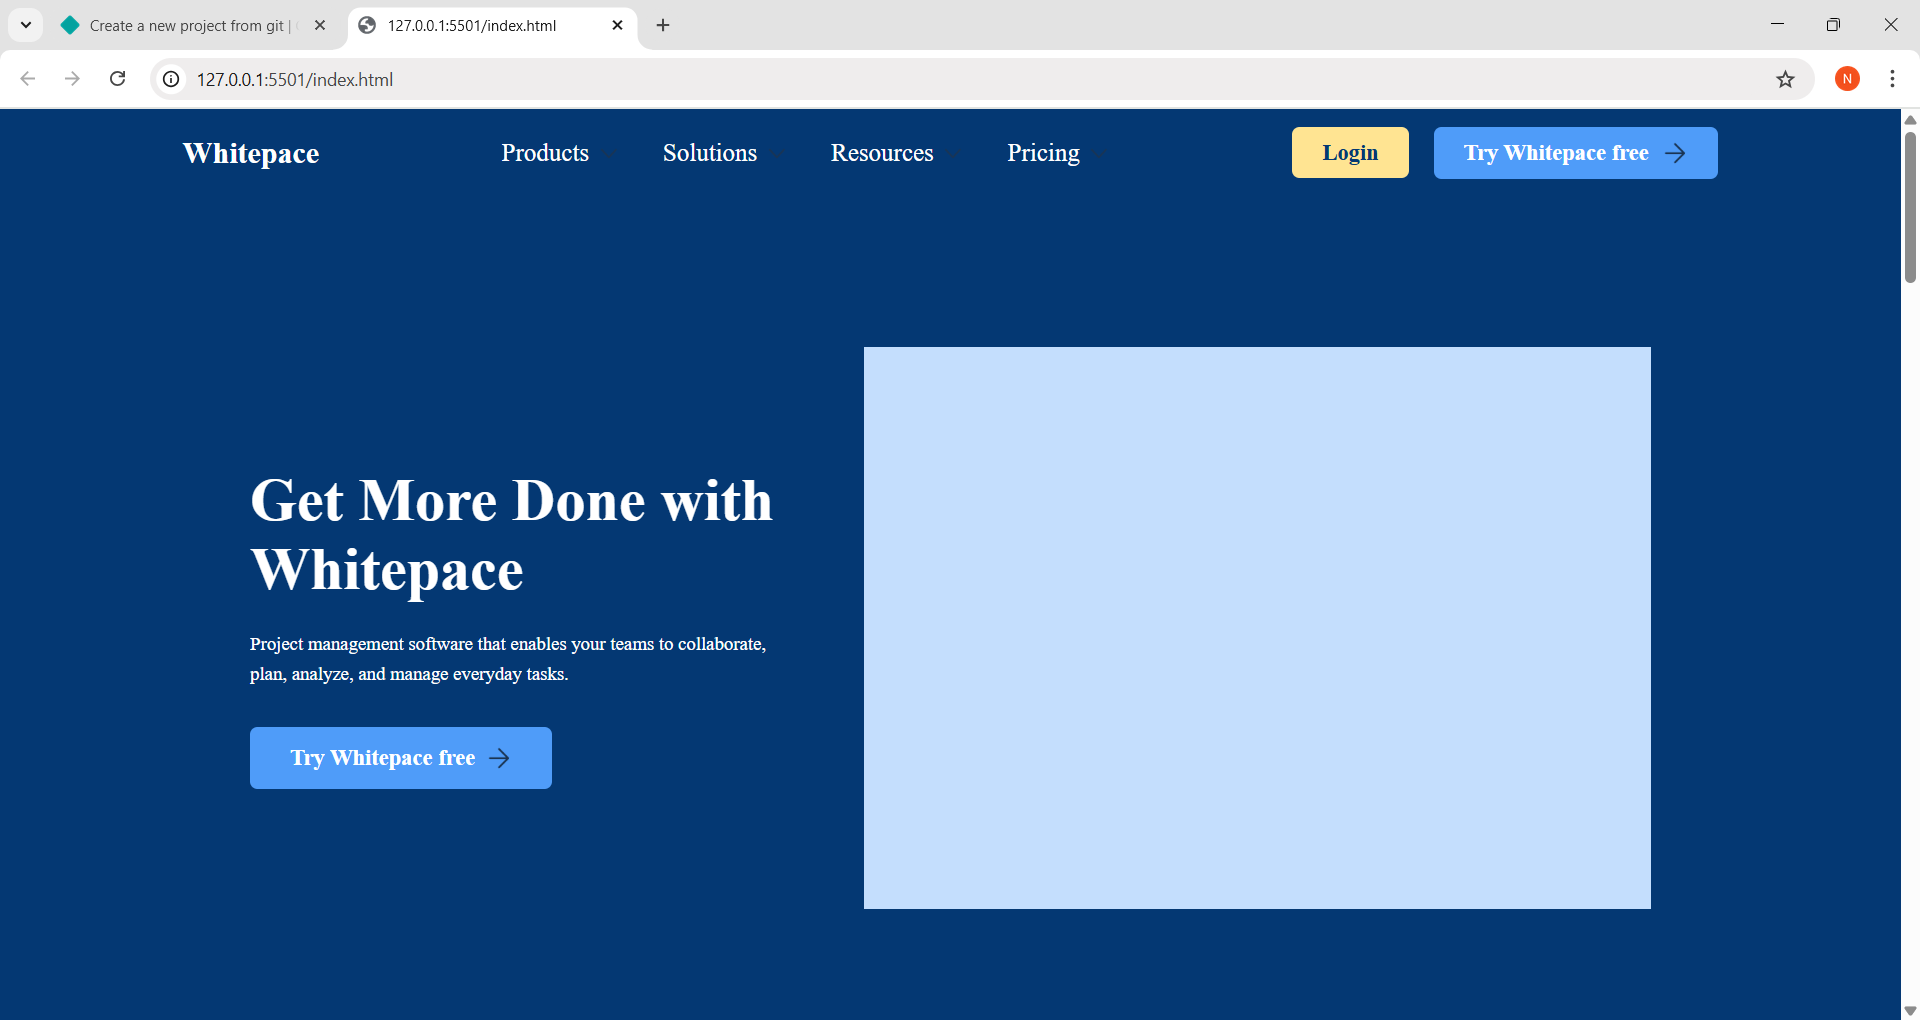 Create a new project from git |
127.0.0.1:5501/index.html
127.0.0.1:5501/index.html
N
Whitepace
Products
Solutions
Resources
Pricing
Login
Try Whitepace free
Get More Done with
Whitepace
Project management software that enables your teams to collaborate,
plan, analyze, and manage everyday tasks.
Try Whitepace free